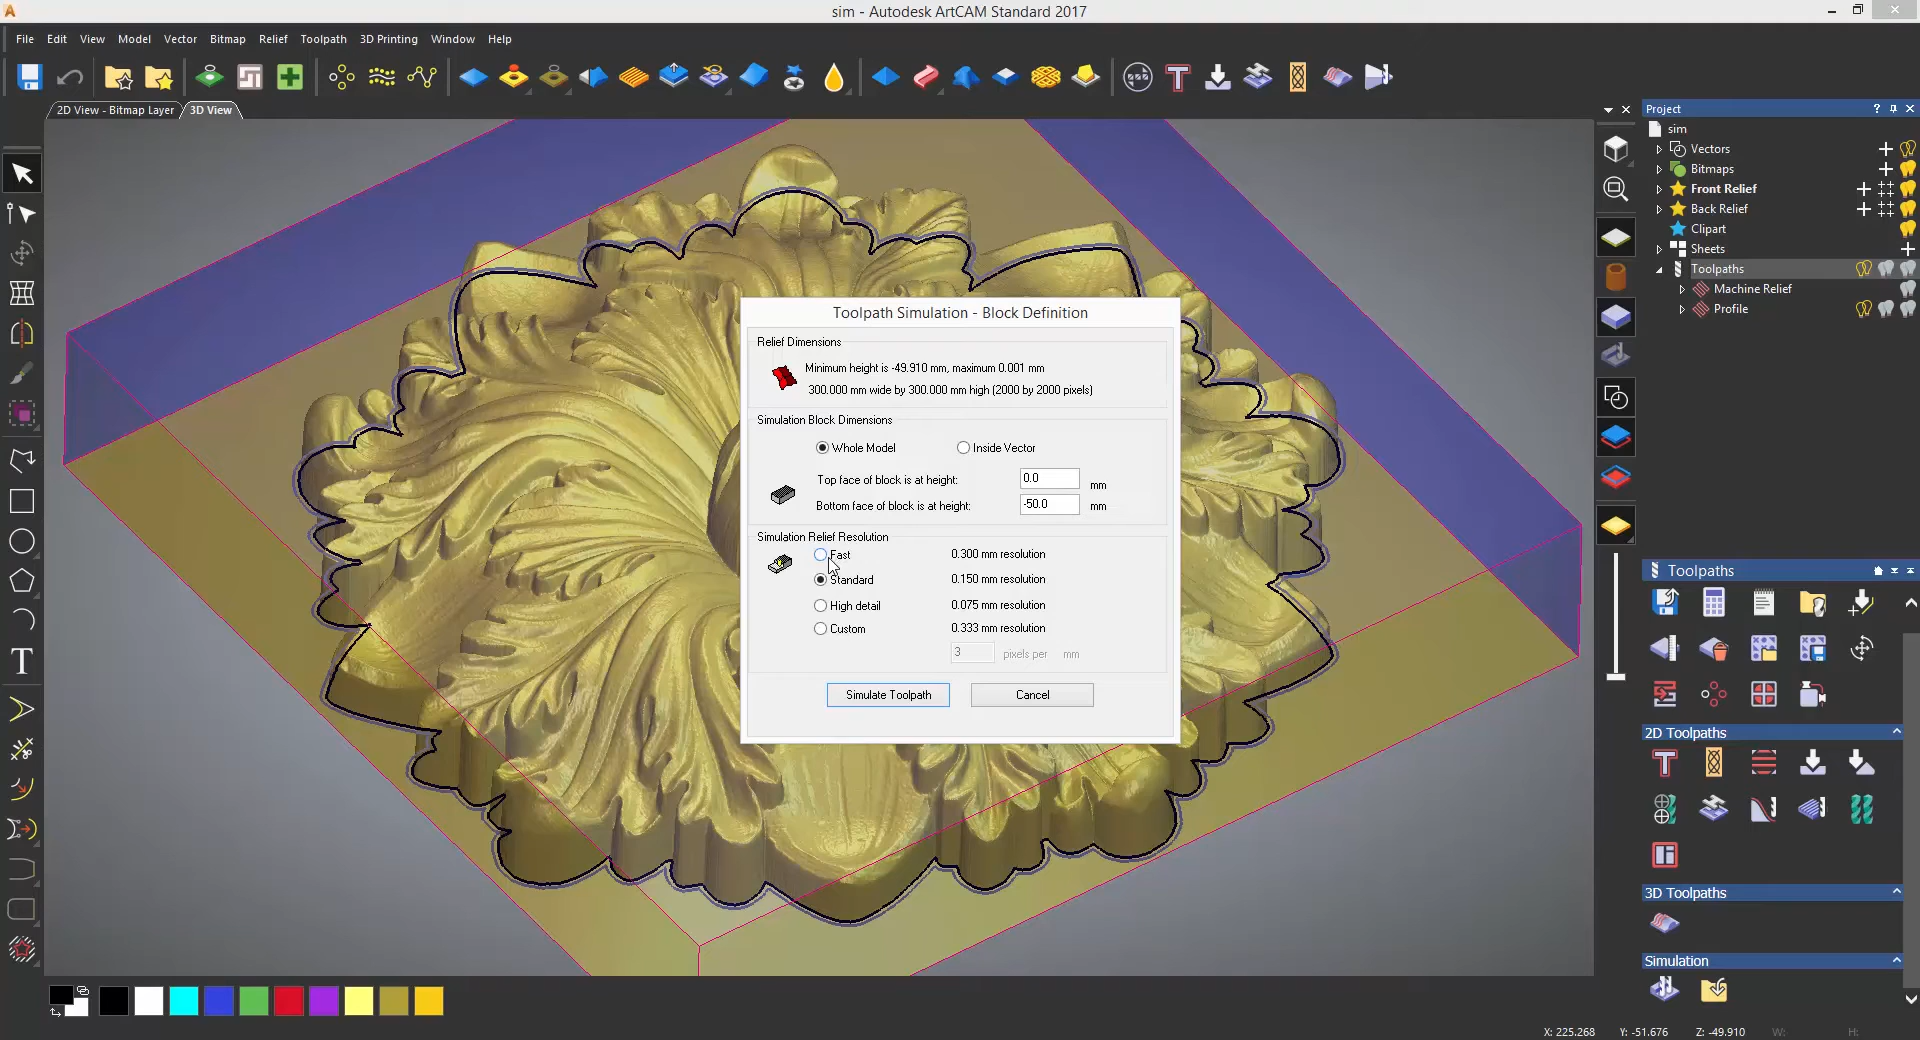 sim - Autodesk ArtCAM Standard 2017
File Edit View Model Vector Bitmap Relief Toolpath 3D Printing Window Help
2D View - Bitmap Layer 3D View
Project
sim
Vectors
Bitmaps
Front Relief
Back Relief
Clipart
Sheets
Toolpaths
Machine Relief
Profile
Toolpath Simulation - Block Definition
Relief Dimensions
Minimum height is -49.910 mm, maximum 0.001 mm
300.000 mm wide by 300.000 mm high (2000 by 2000 pixels)
Simulation Block Dimensions
Whole Model Inside Vector
Top face of block is at height: 0.0 mm
Bottom face of block is at height: -50.0 mm
Simulation Relief Resolution
Fast 0.300 mm resolution
Standard 0.150 mm resolution
High detail 0.075 mm resolution
Custom 0.333 mm resolution
3 pixels per mm
Simulate Toolpath Cancel
Toolpaths
2D Toolpaths
3D Toolpaths
Simulation
X: 225.268 Y: -51.676 Z: -49.910 W: H: